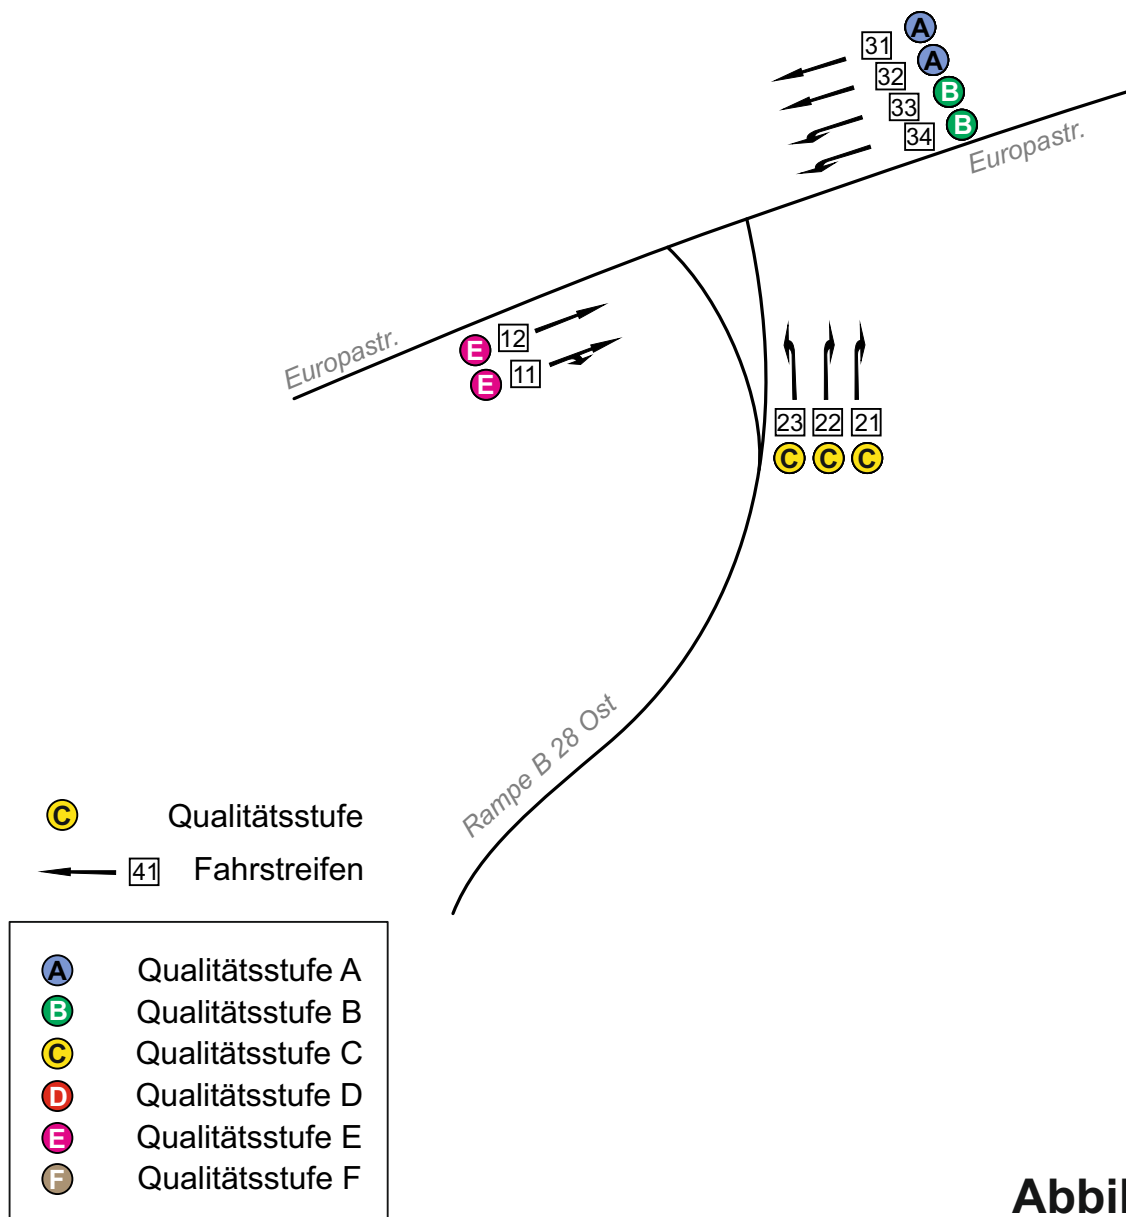 A
31
A
32
B
33
B
34
Europastr.
Europastr.
12
E
11
E
23 22 21
C C C
Rampe B 28 Ost
C Qualitätsstufe
41 Fahrstreifen
A Qualitätsstufe A
B Qualitätsstufe B
C Qualitätsstufe C
D Qualitätsstufe D
E Qualitätsstufe E
F Qualitätsstufe F
Abbil